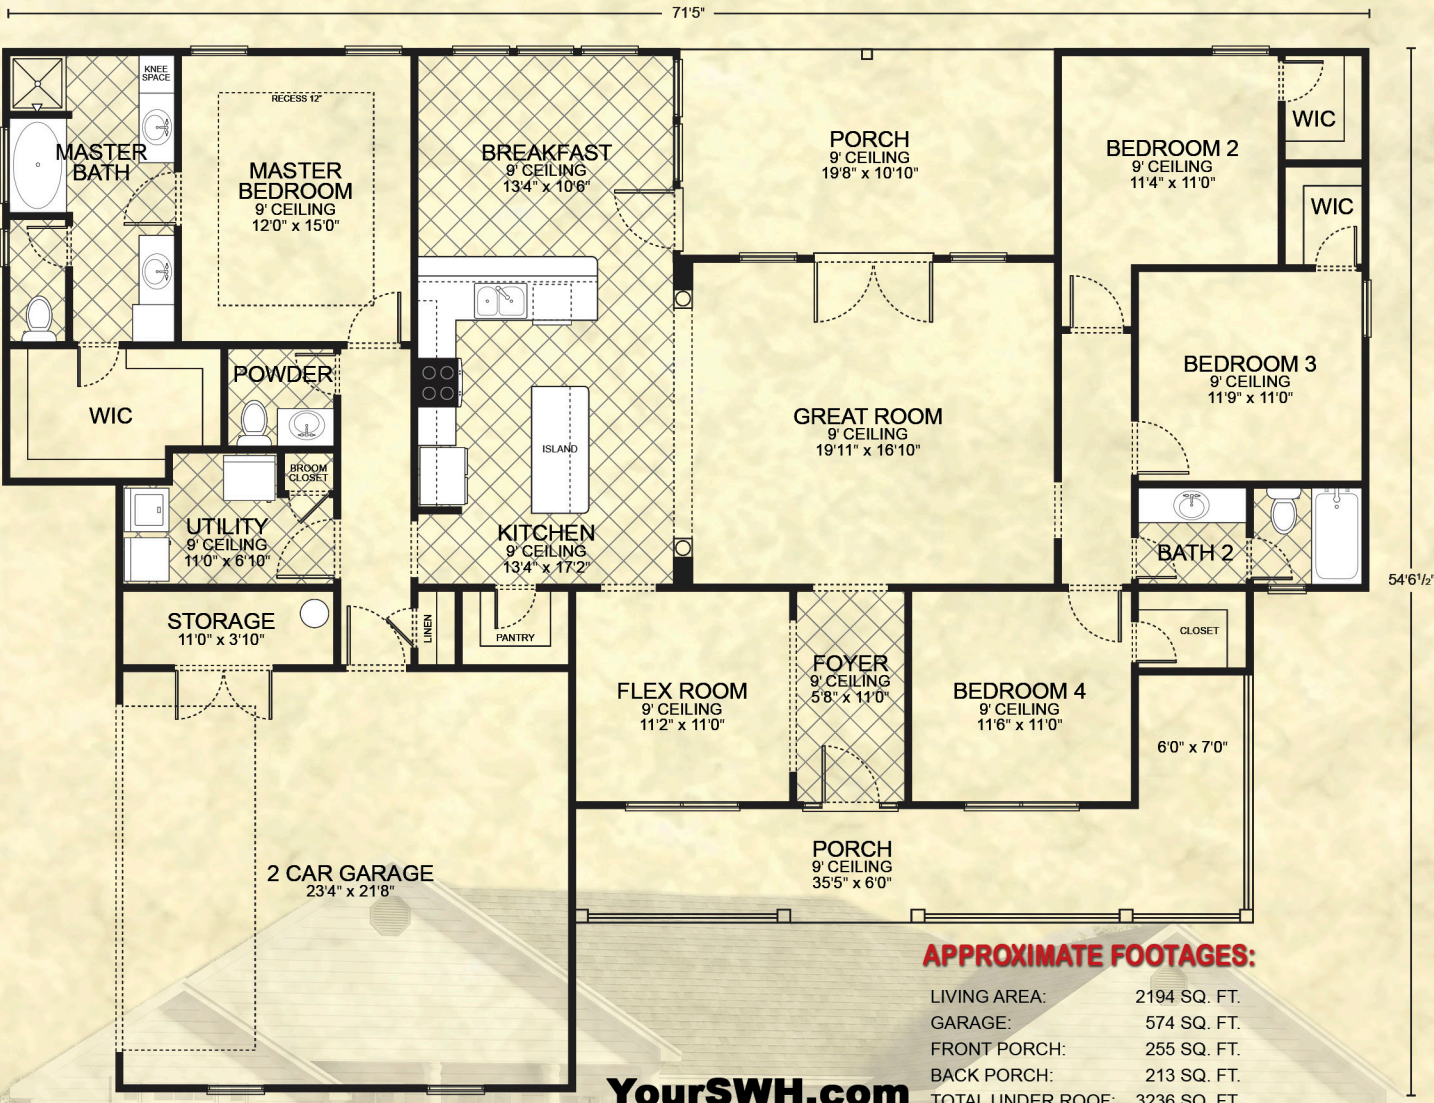 71'5"
KNEE
SPACE
MASTER
BATH
RECESS 12"
MASTER
BEDROOM
9' CEILING
12'0" x 15'0"
BREAKFAST
9' CEILING
13'4" x 10'6"
PORCH
9' CEILING
19'8" x 10'10"
BEDROOM 2
9' CEILING
11'4" x 11'0"
WIC
WIC
BEDROOM 3
9' CEILING
11'9" x 11'0"
WIC
POWDER
BROOM
CLOSET
UTILITY
9' CEILING
11'0" x 6'10"
ISLAND
KITCHEN
9' CEILING
13'4" x 17'2"
GREAT ROOM
9' CEILING
19'11" x 16'10"
BATH 2
54'6½"
STORAGE
11'0" x 3'10"
LINEN
PANTRY
FLEX ROOM
9' CEILING
11'2" x 11'0"
FOYER
9' CEILING
5'8" x 11'0"
BEDROOM 4
9' CEILING
11'6" x 11'0"
CLOSET
6'0" x 7'0"
2 CAR GARAGE
23'4" x 21'8"
PORCH
9' CEILING
35'5" x 6'0"
APPROXIMATE FOOTAGES:
LIVING AREA: 2194 SQ. FT.
GARAGE: 574 SQ. FT.
FRONT PORCH: 255 SQ. FT.
BACK PORCH: 213 SQ. FT.
TOTAL UNDER ROOF: 3236 SQ. FT.
YourSWH.com